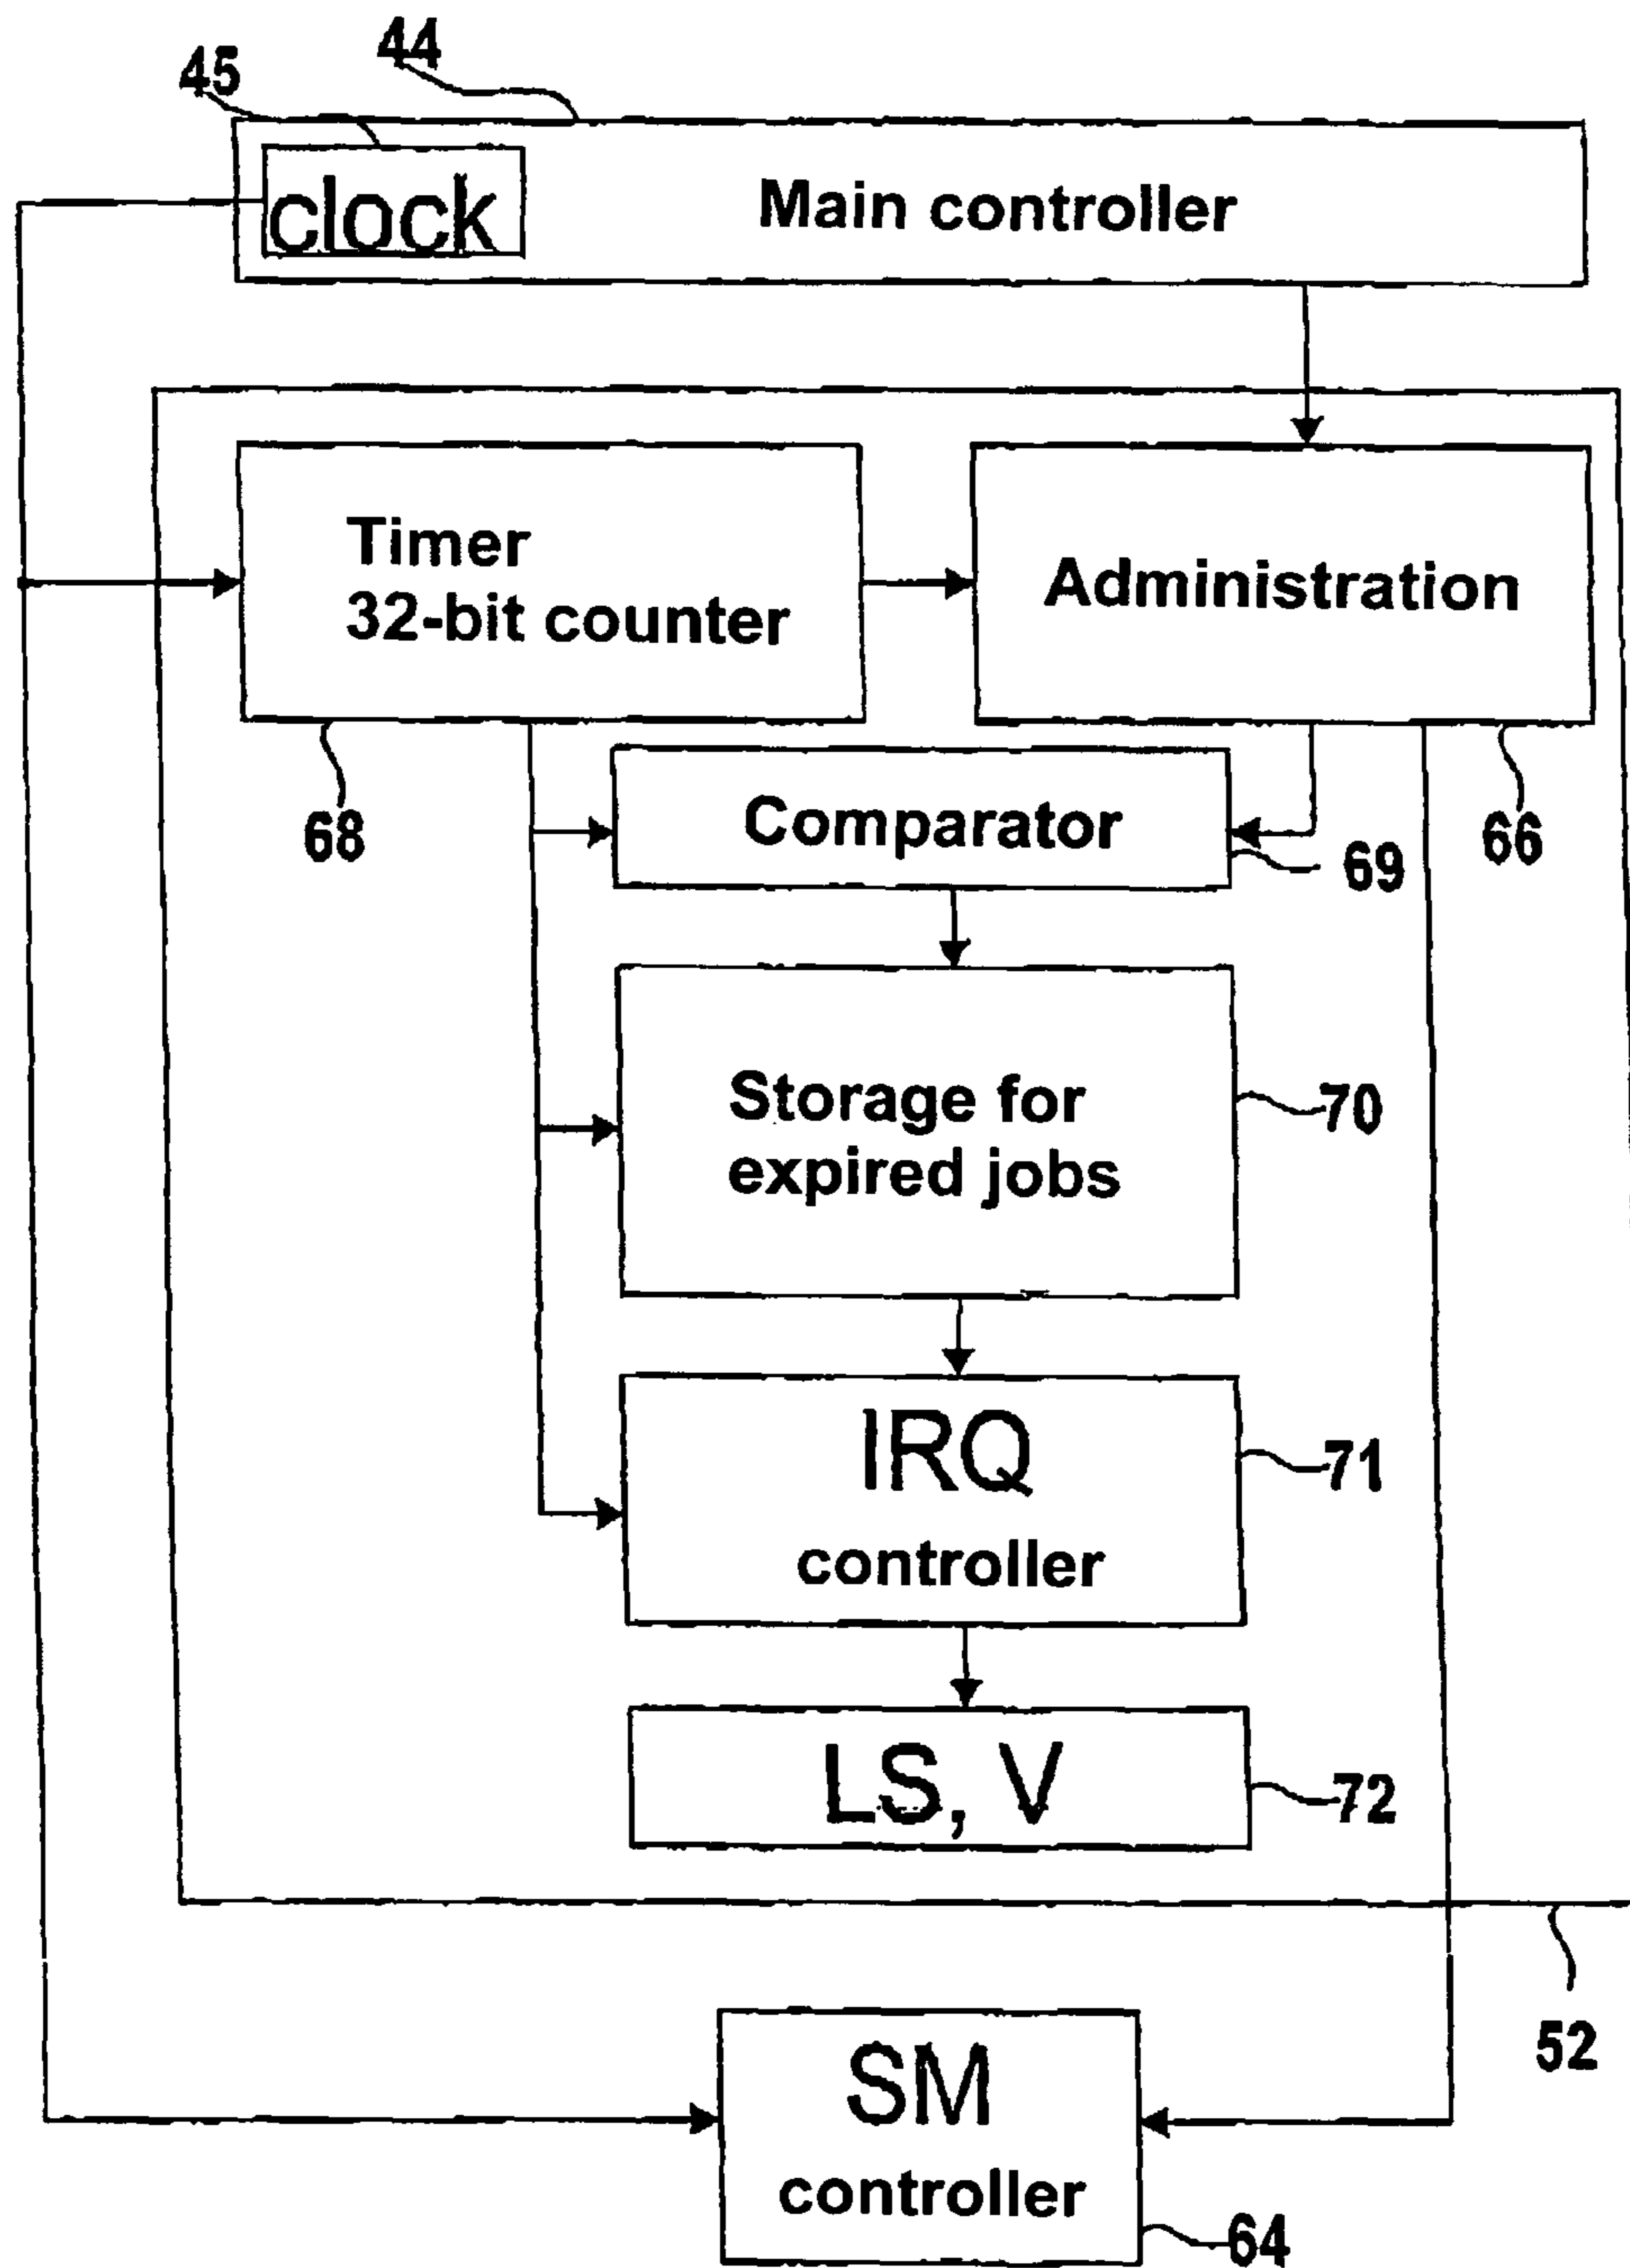 44
45
clock
Main controller
Timer
32-bit counter
Administration
68
Comparator
69
66
Storage for
expired jobs
70
IRQ
controller
71
LS, V
72
52
SM
controller
64